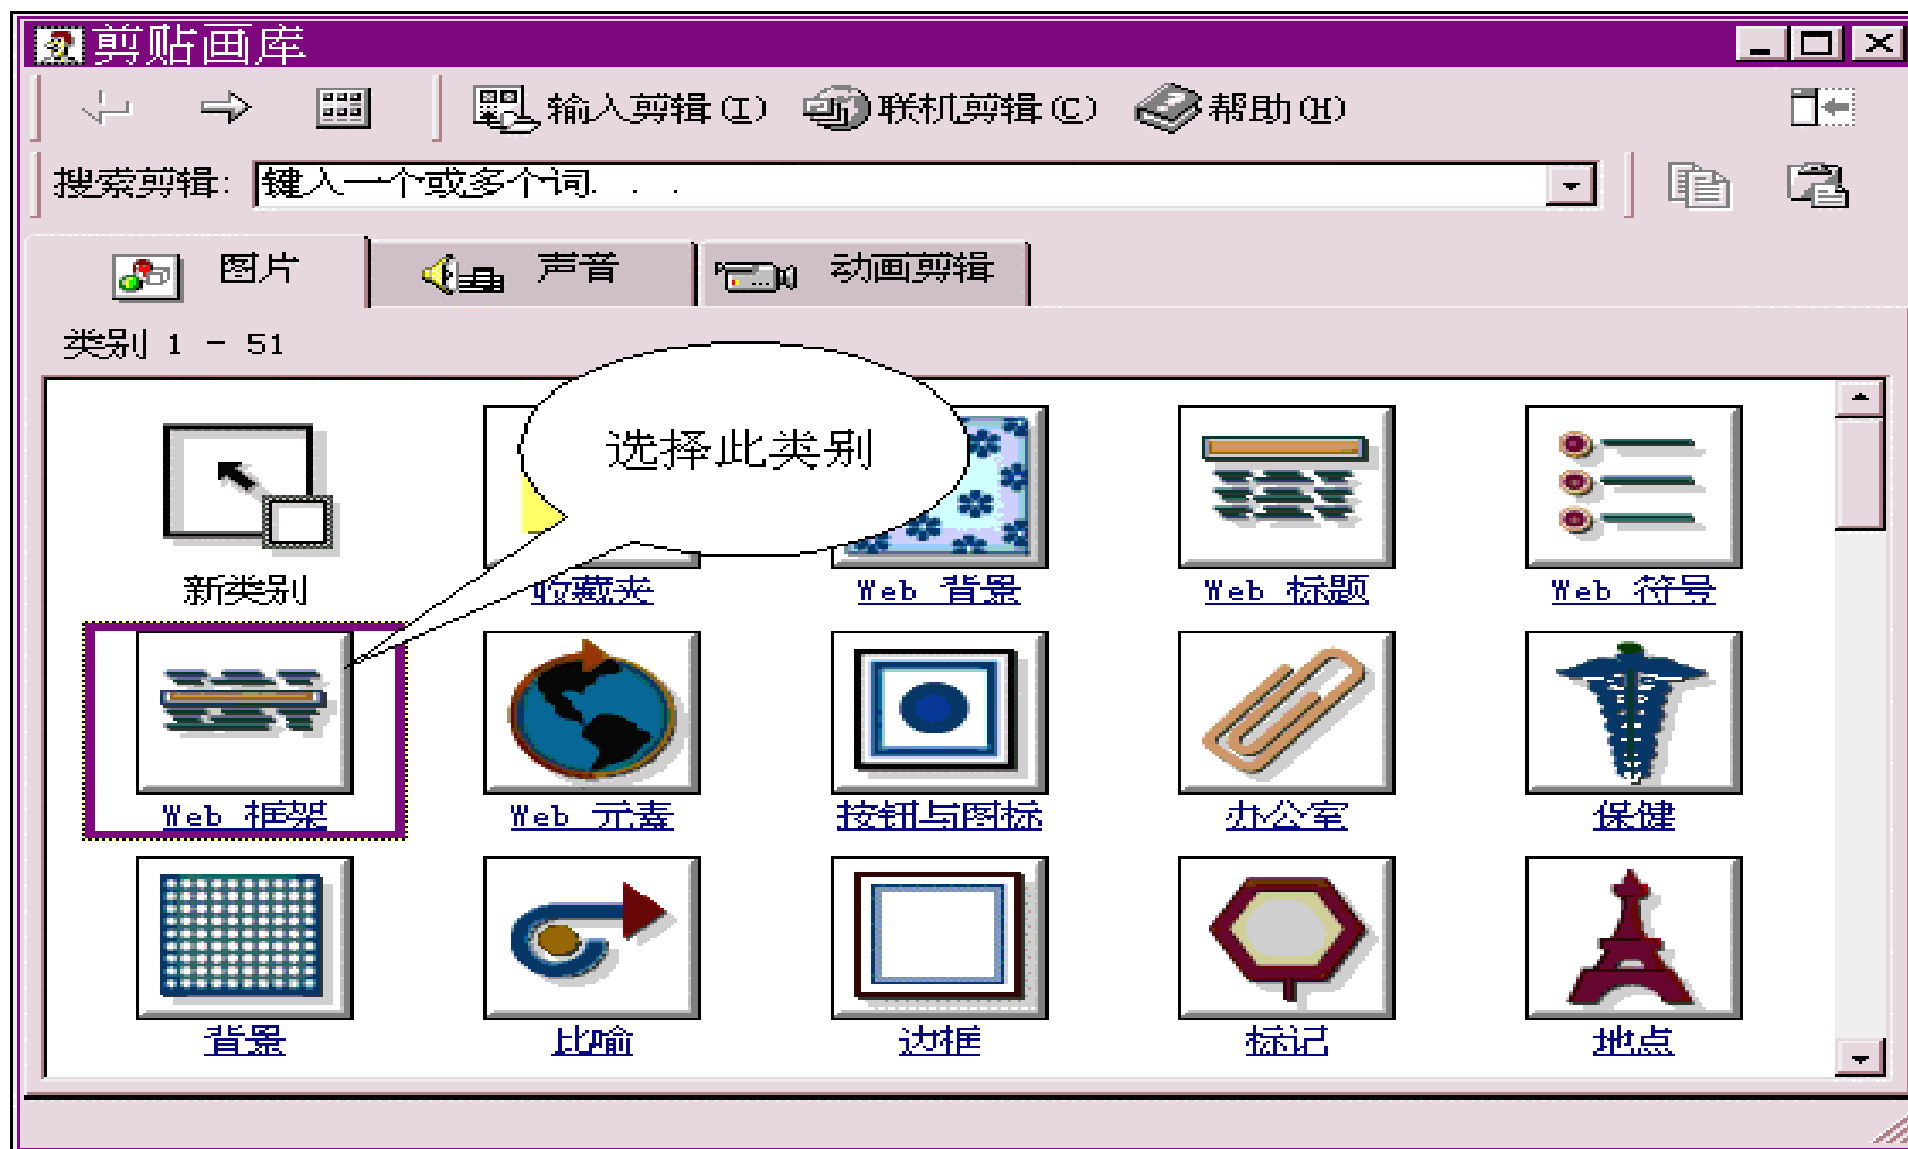 剪贴画库
输入剪辑(I) 联机剪辑(C) 帮助(H)
搜索剪辑: 键入一个或多个词. . .
图片 声音 动画剪辑
类别 1 - 51
选择此类别
新类别 收藏夹 Web 背景 Web 标题 Web 符号
Web 框架 Web 元素 按钮与图标 办公室 保健
背景 比喻 边框 标记 地点